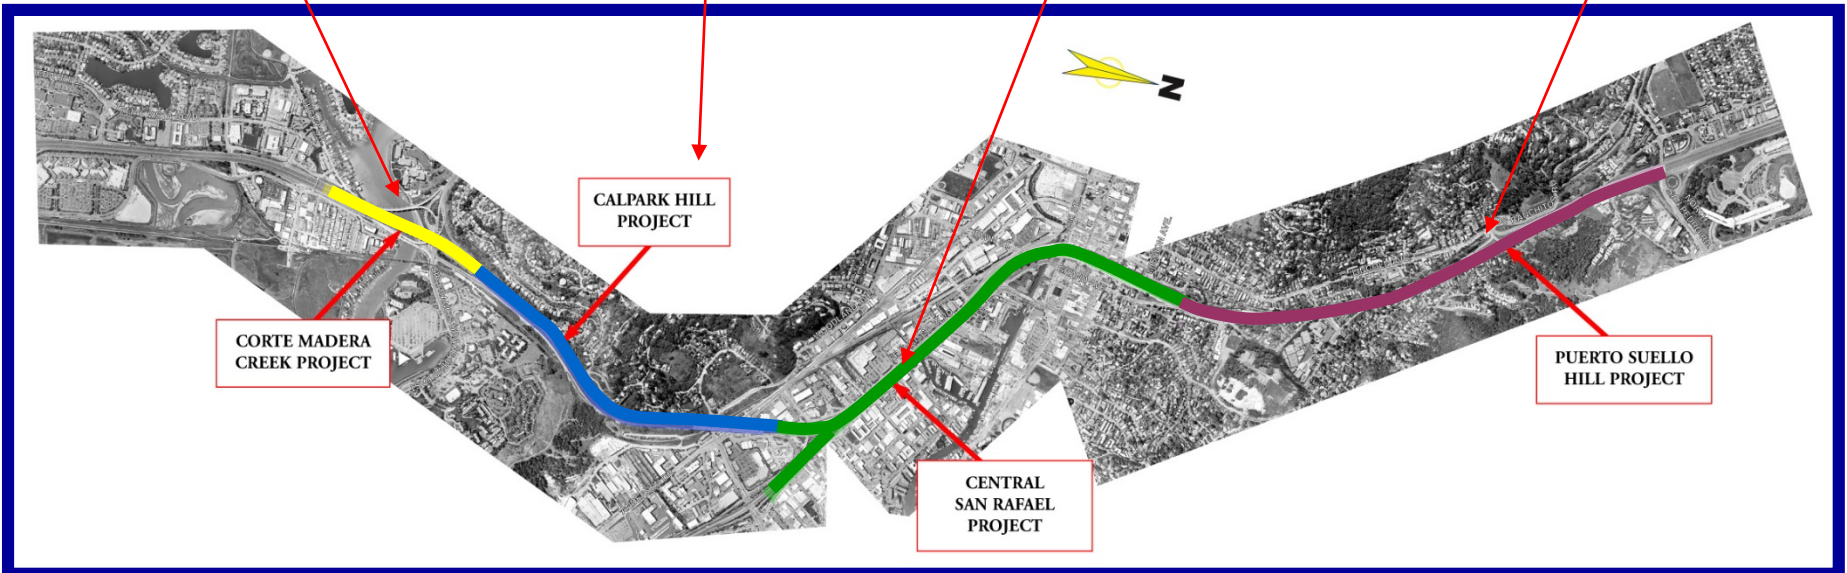 N
CALPARK HILL
PROJECT
CORTE MADERA
CREEK PROJECT
PUERTO SUELLO
HILL PROJECT
CENTRAL
SAN RAFAEL
PROJECT